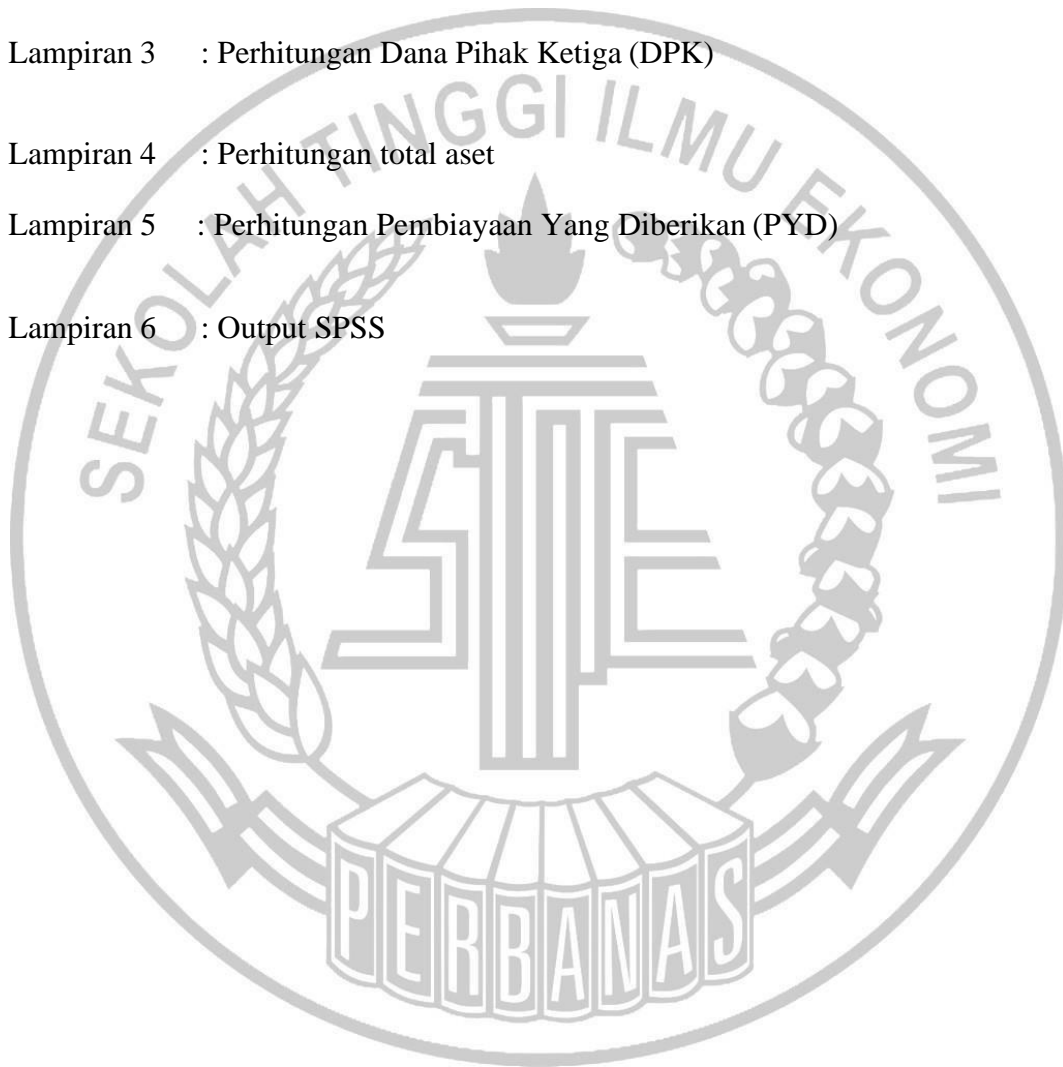 Lampiran 3 : Perhitungan Dana Pihak Ketiga (DPK)
Lampiran 4 : Perhitungan total aset
Lampiran 5 : Perhitungan Pembiayaan Yang Diberikan (PYD)
Lampiran 6 : Output SPSS
SEKOLAH TINGGI ILMU EKONOMI
STIE
PERBANAS